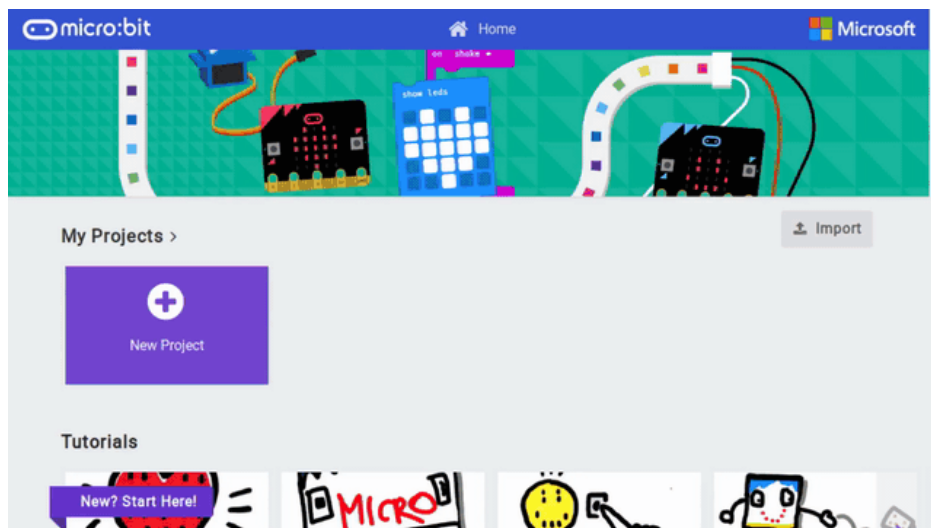 micro:bit
Home
Microsoft
on shake
show leds
My Projects >
Import
New Project
Tutorials
New? Start Here!
MICRO